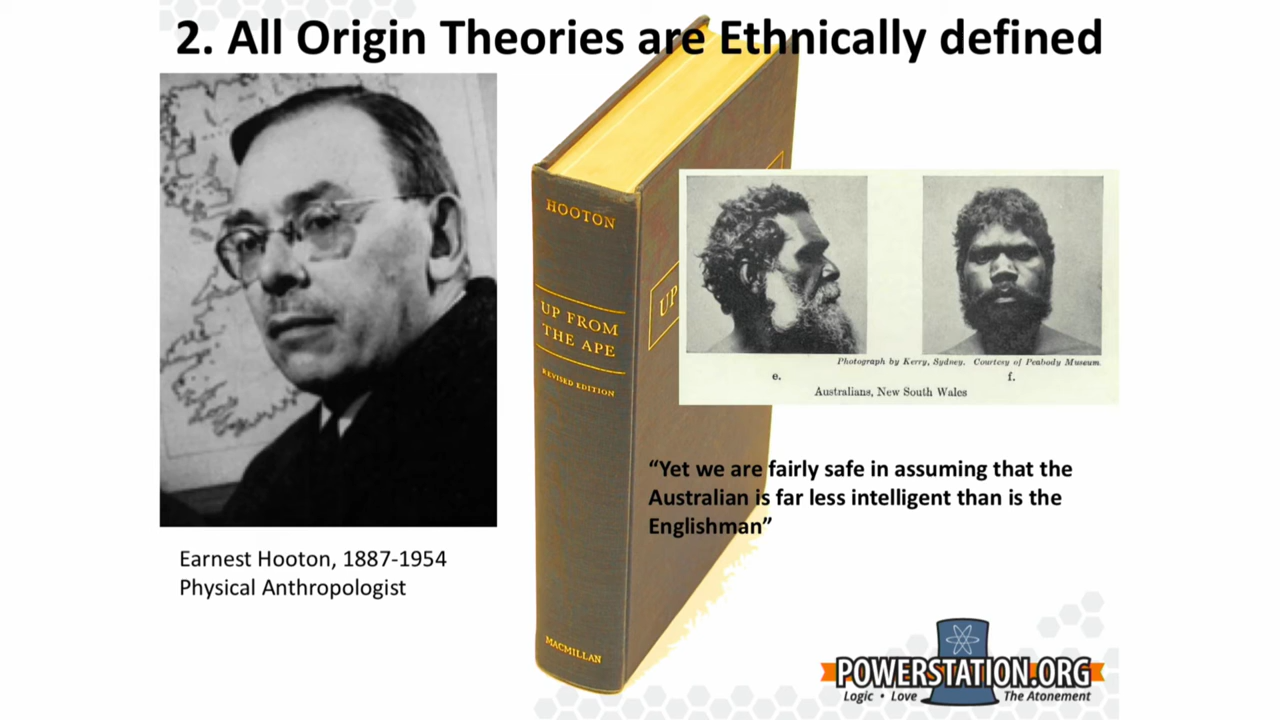 2. All Origin Theories are Ethnically defined
HOOTON
UP FROM
THE APE
REVISED EDITION
MACMILLAN
UP
Photograph by Kerry, Sydney. Courtesy of Peabody Museum.
e.
f.
Australians, New South Wales
“Yet we are fairly safe in assuming that the
Australian is far less intelligent than is the
Englishman”
Earnest Hooton, 1887-1954
Physical Anthropologist
POWERSTATION.ORG
Logic • Love
The Atonement